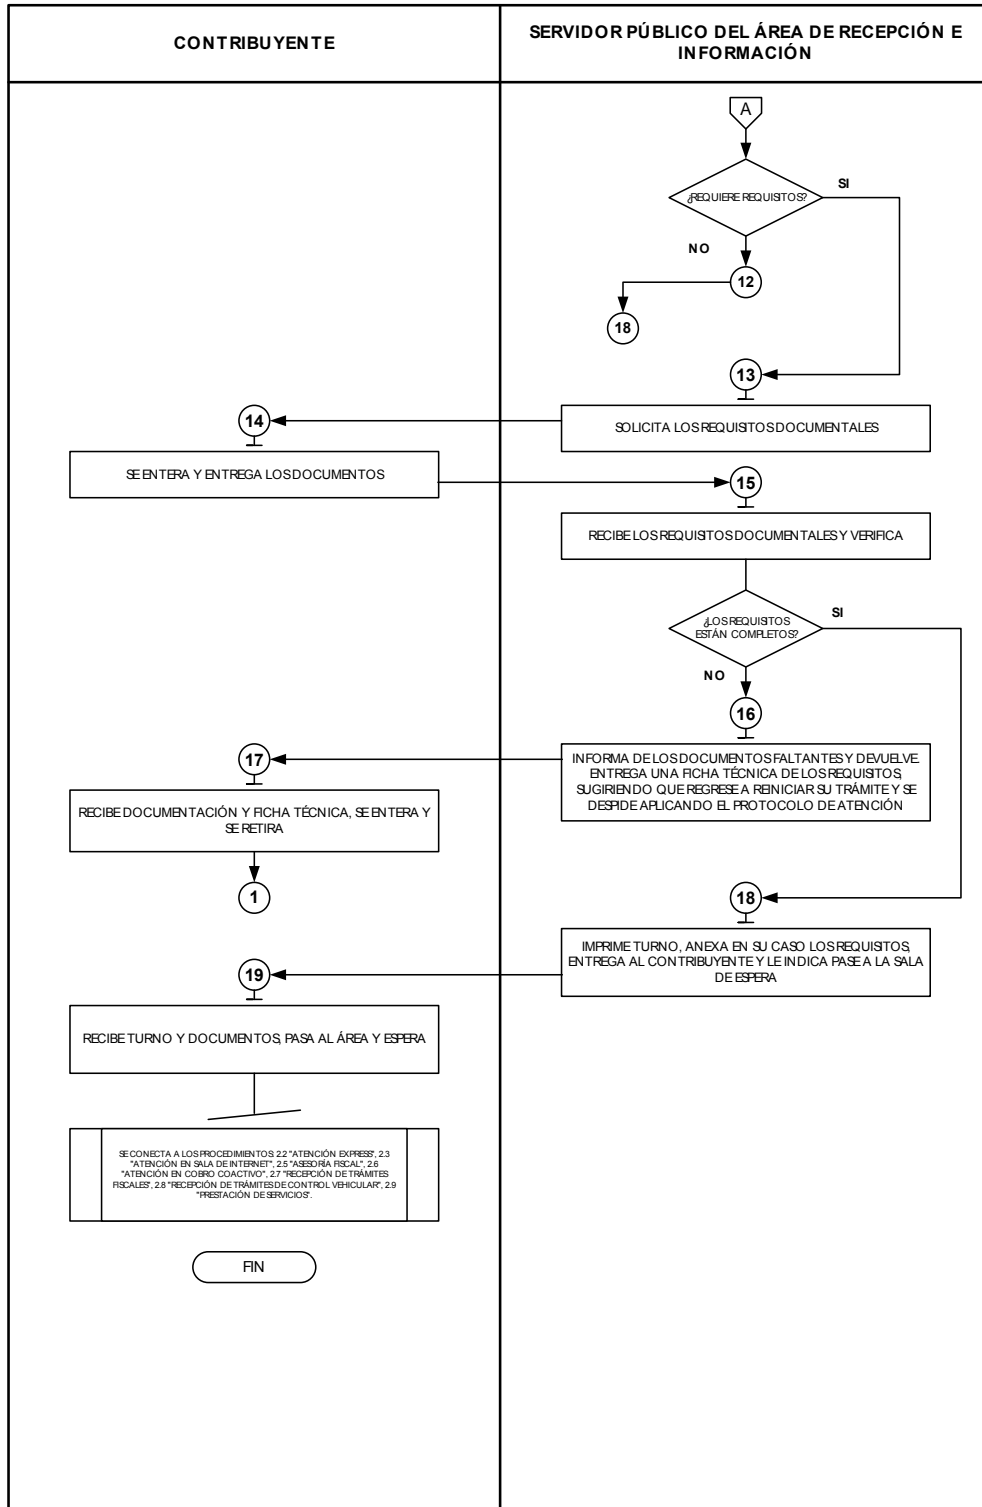 CONTRIBUYENTE
SERVIDOR PÚBLICO DEL ÁREA DE RECEPCIÓN E
INFORMACIÓN
A
¿REQUIERE REQUISITOS?
SI
NO
12
18
13
SOLICITA LOS REQUISITOS DOCUMENTALES
14
SE ENTERA Y ENTREGA LOS DOCUMENTOS
15
RECIBE LOS REQUISITOS DOCUMENTALES Y VERIFICA
¿LOS REQUISITOS
ESTÁN COMPLETOS?
SI
NO
16
INFORMA DE LOS DOCUMENTOS FALTANTES Y DEVUELVE.
ENTREGA UNA FICHA TÉCNICA DE LOS REQUISITOS,
SUGIRIENDO QUE REGRESE A REINICIAR SU TRÁMITE Y SE
DESPIDE APLICANDO EL PROTOCOLO DE ATENCIÓN
17
RECIBE DOCUMENTACIÓN Y FICHA TÉCNICA, SE ENTERA Y
SE RETIRA
1
18
IMPRIME TURNO, ANEXA EN SU CASO LOS REQUISITOS,
ENTREGA AL CONTRIBUYENTE Y LE INDICA PASE A LA SALA
DE ESPERA
19
RECIBE TURNO Y DOCUMENTOS, PASA AL ÁREA Y ESPERA
SE CONECTA A LOS PROCEDIMIENTOS: 2.2 "ATENCIÓN EXPRESS", 2.3
"ATENCIÓN EN SALA DE INTERNET", 2.5 "ASESORÍA FISCAL", 2.6
"ATENCIÓN EN COBRO COACTIVO", 2.7 "RECEPCIÓN DE TRÁMITES
FISCALES", 2.8 "RECEPCIÓN DE TRÁMITES DE CONTROL VEHICULAR", 2.9
"PRESTACIÓN DE SERVICIOS".
FIN